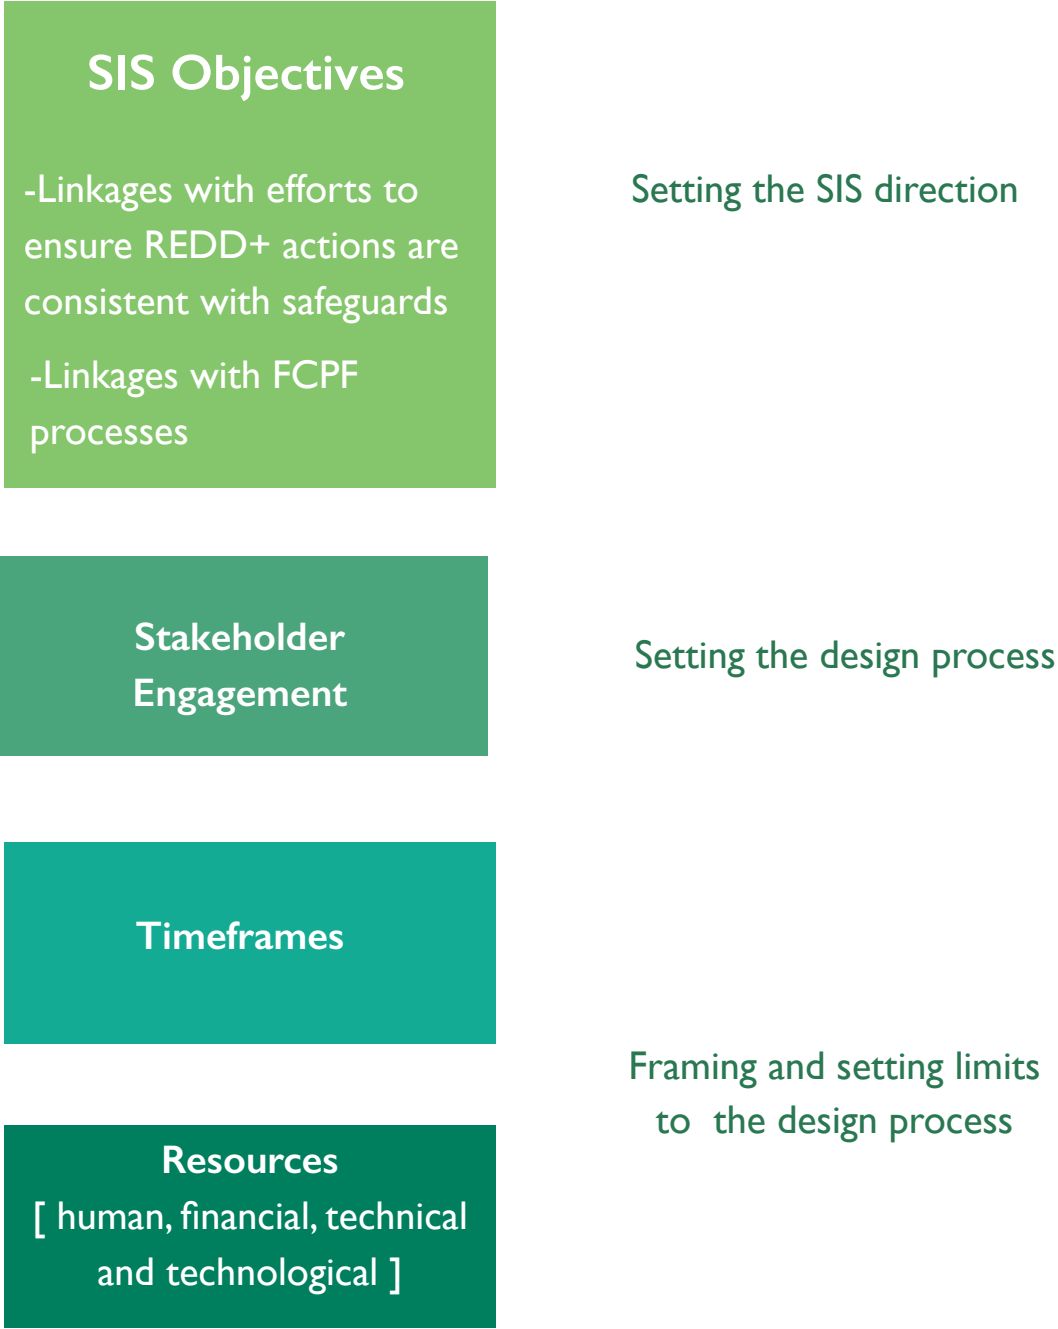 SIS Objectives
-Linkages with efforts to
ensure REDD+ actions are
consistent with safeguards
-Linkages with FCPF
processes
Setting the SIS direction
Stakeholder
Engagement
Setting the design process
Timeframes
Framing and setting limits
to the design process
Resources
[ human, financial, technical
and technological ]